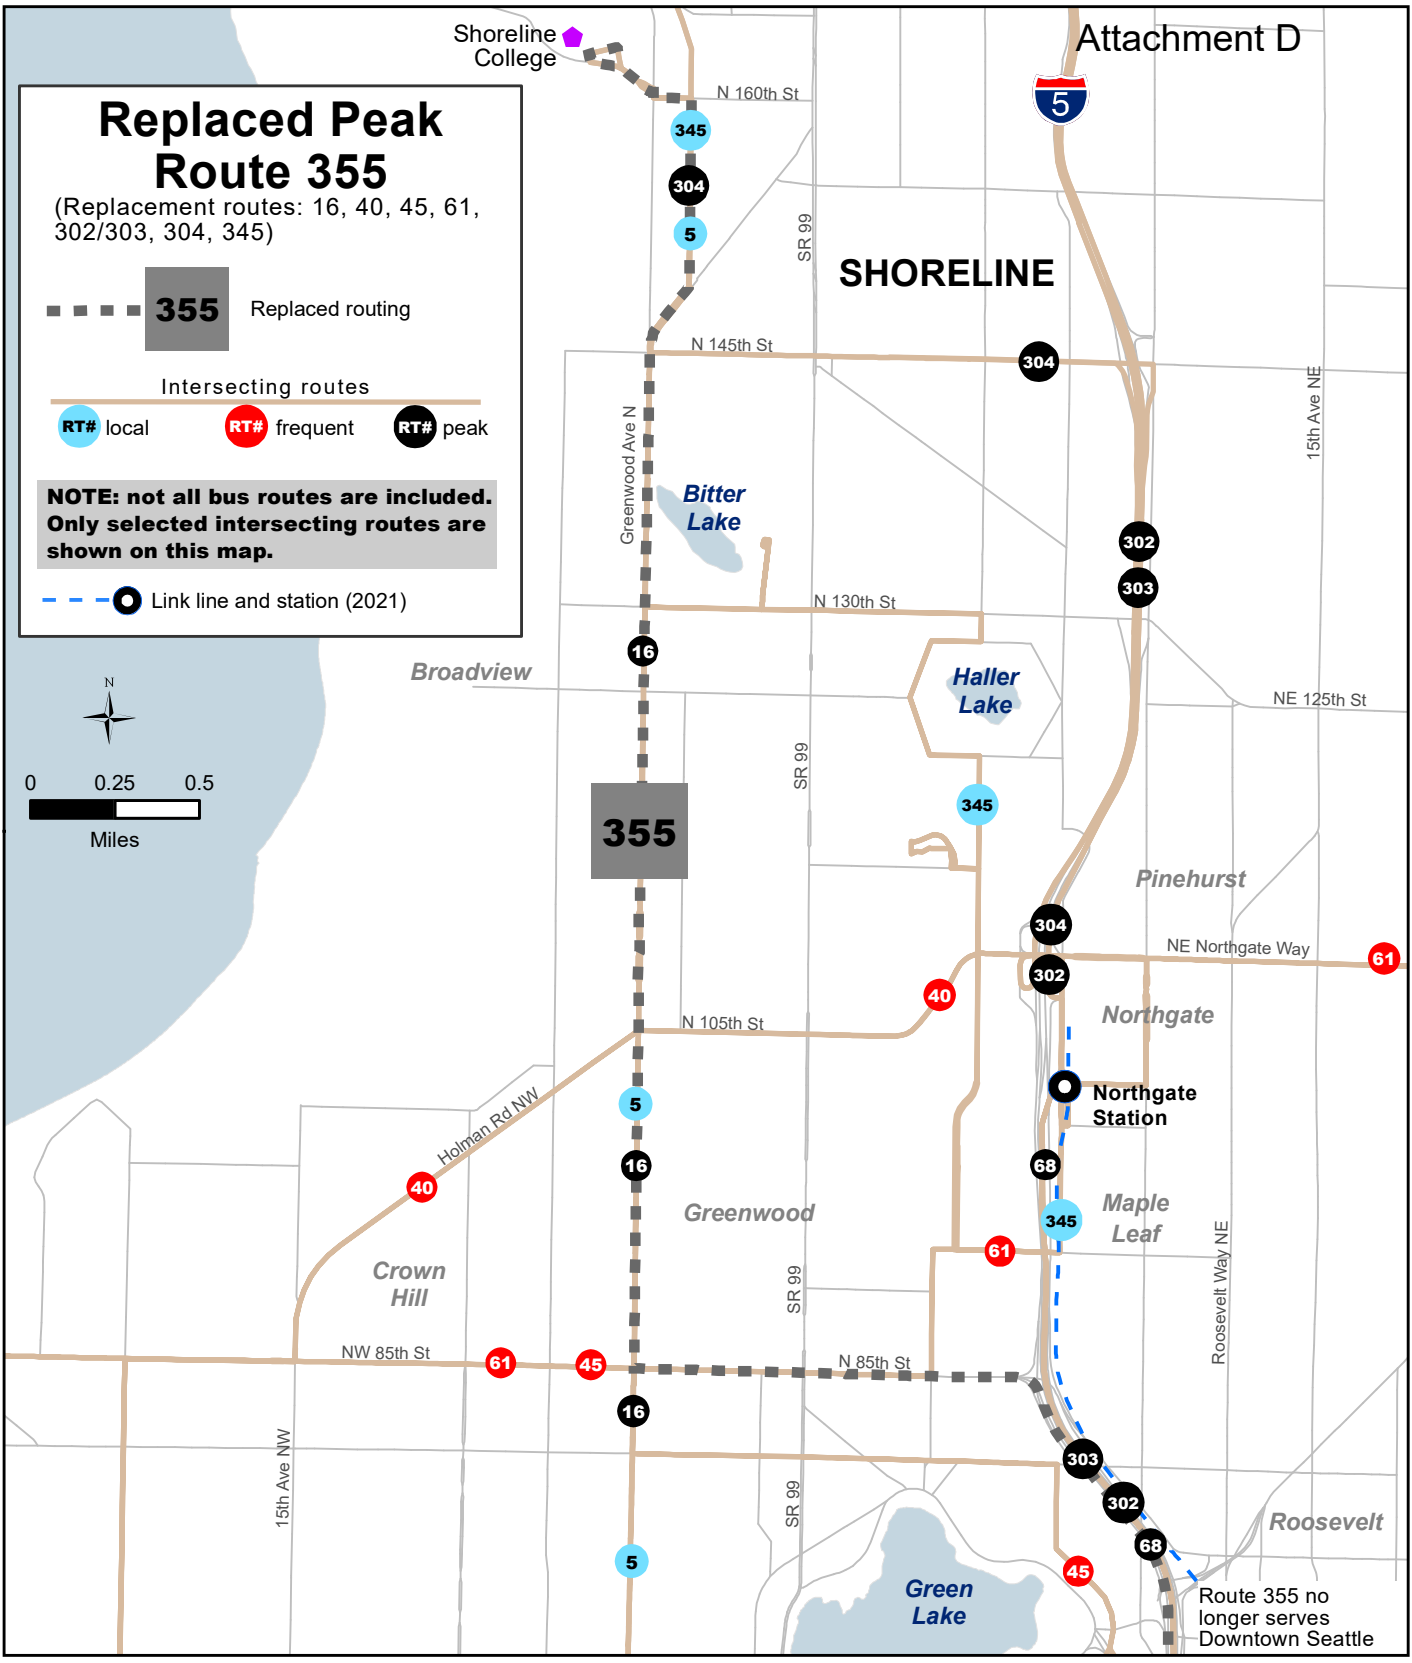 Attachment D
Shoreline
College
5
N 160th St
Replaced Peak
Route 355
(Replacement routes: 16, 40, 45, 61,
302/303, 304, 345)
355
Replaced routing
Intersecting routes
RT# local
RT# frequent
RT# peak
NOTE: not all bus routes are included.
Only selected intersecting routes are
shown on this map.
Link line and station (2021)
345
304
5
SR 99
SHORELINE
N 145th St
304
15th Ave NE
Greenwood Ave N
Bitter
Lake
302
303
N 130th St
16
Broadview
Haller
Lake
N
NE 125th St
0 0.25 0.5
Miles
SR 99
345
355
Pinehurst
304
NE Northgate Way
61
302
40
Northgate
N 105th St
Northgate
Station
5
Holman Rd NW
16
68
40
Greenwood
Maple
Leaf
345
61
Crown
Hill
SR 99
Roosevelt Way NE
NW 85th St
61
45
N 85th St
16
303
15th Ave NW
SR 99
302
Roosevelt
68
5
45
Green
Lake
Route 355 no
longer serves
Downtown Seattle